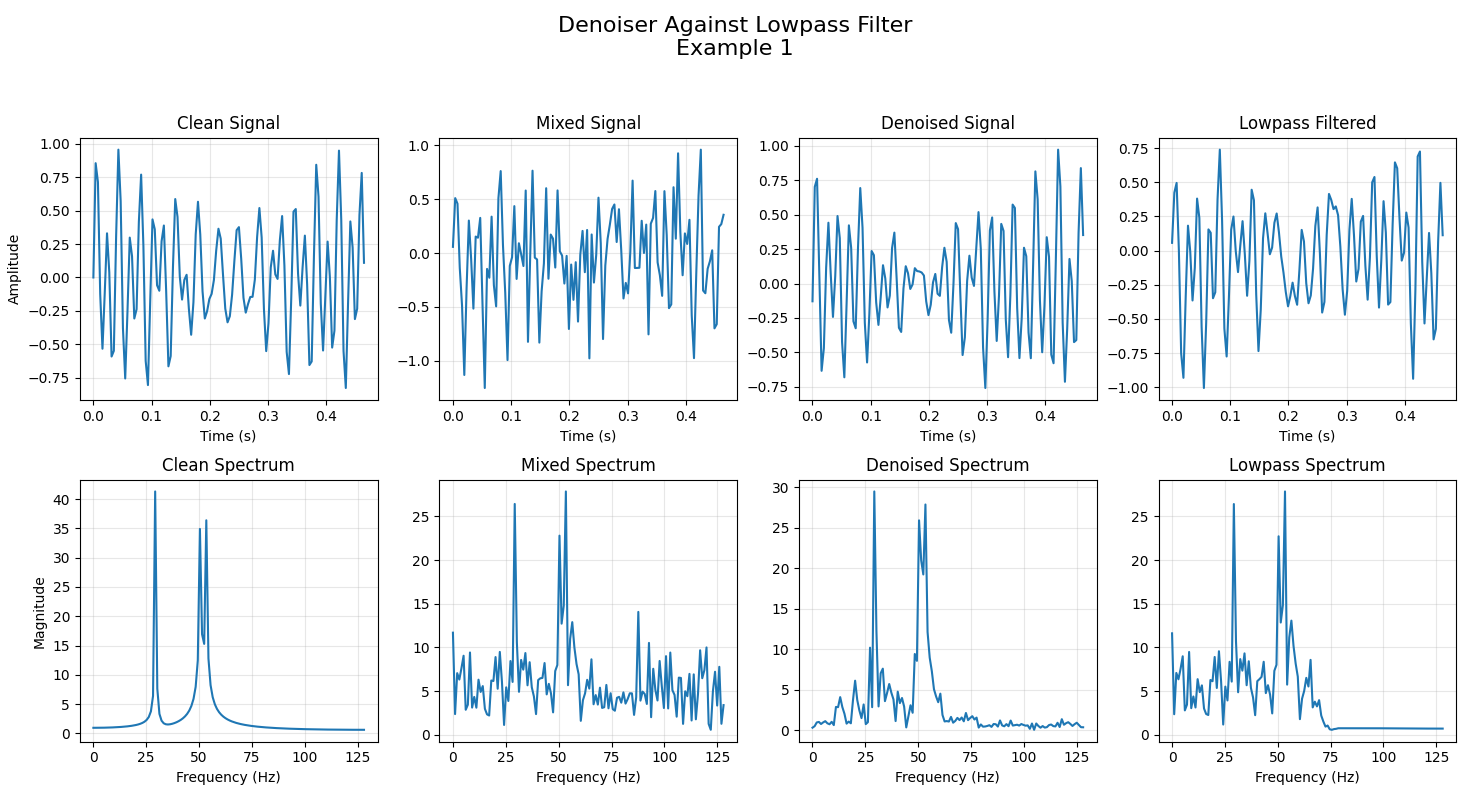 Denoiser Against Lowpass Filter
Example 1
Clean Signal
Mixed Signal
Denoised Signal
Lowpass Filtered
1.00
0.75
0.50
0.25
0.00
−0.25
−0.50
−0.75
Amplitude
0.0 0.1 0.2 0.3 0.4
Time (s)
1.0
0.5
0.0
−0.5
−1.0
0.0 0.1 0.2 0.3 0.4
Time (s)
1.00
0.75
0.50
0.25
0.00
−0.25
−0.50
−0.75
0.0 0.1 0.2 0.3 0.4
Time (s)
0.75
0.50
0.25
0.00
−0.25
−0.50
−0.75
−1.00
0.0 0.1 0.2 0.3 0.4
Time (s)
Clean Spectrum
Mixed Spectrum
Denoised Spectrum
Lowpass Spectrum
40
35
30
25
20
15
10
5
0
Magnitude
0 25 50 75 100 125
Frequency (Hz)
25
20
15
10
5
0
0 25 50 75 100 125
Frequency (Hz)
30
25
20
15
10
5
0
0 25 50 75 100 125
Frequency (Hz)
25
20
15
10
5
0
0 25 50 75 100 125
Frequency (Hz)